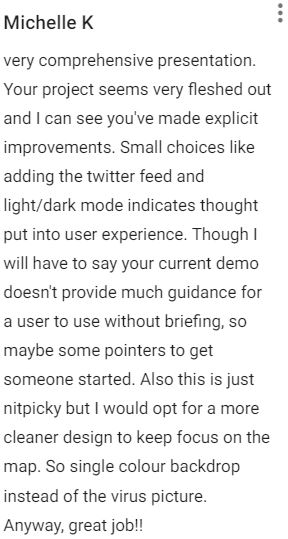 Michelle K
very comprehensive presentation.
Your project seems very fleshed out
and I can see you've made explicit
improvements. Small choices like
adding the twitter feed and
light/dark mode indicates thought
put into user experience. Though I
will have to say your current demo
doesn't provide much guidance for
a user to use without briefing, so
maybe some pointers to get
someone started. Also this is just
nitpicky but I would opt for a more
cleaner design to keep focus on the
map. So single colour backdrop
instead of the virus picture.
Anyway, great job!!